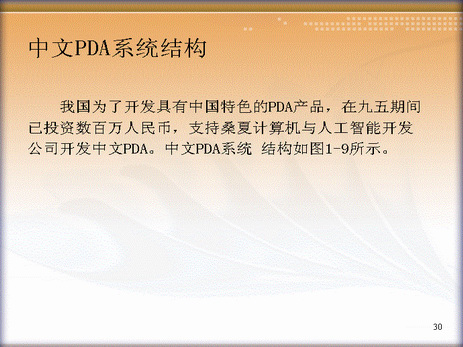 中文PDA系统结构
我国为了开发具有中国特色的PDA产品，在九五期间
已投资数百万人民币，支持桑夏计算机与人工智能开发
公司开发中文PDA。中文PDA系统 结构如图1-9所示。
30